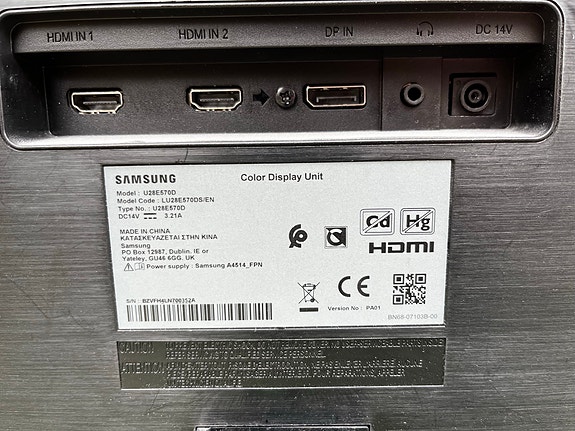 HDMI IN 1
HDMI IN 2
DP IN
DC 14V
SAMSUNG
Color Display Unit
Model : U28E570D
Model Code : LU28E570DS/EN
Type No. : U28E570D
DC14V 3.21A
MADE IN CHINA
ΚΑΤΑΣΚΕΥΑΖΕΤΑΙ ΣΤΗΝ ΚΙΝΑ
Samsung
PO Box 12987, Dublin. IE or
Yateley, GU46 6GG. UK
Power supply : Samsung A4514_FPN
Cd
Hg
HDMI
CE
S/N : BZVFH4LN700352A
Version No : PA01
BN68-07103B-00
CAUTION
ATTENTION